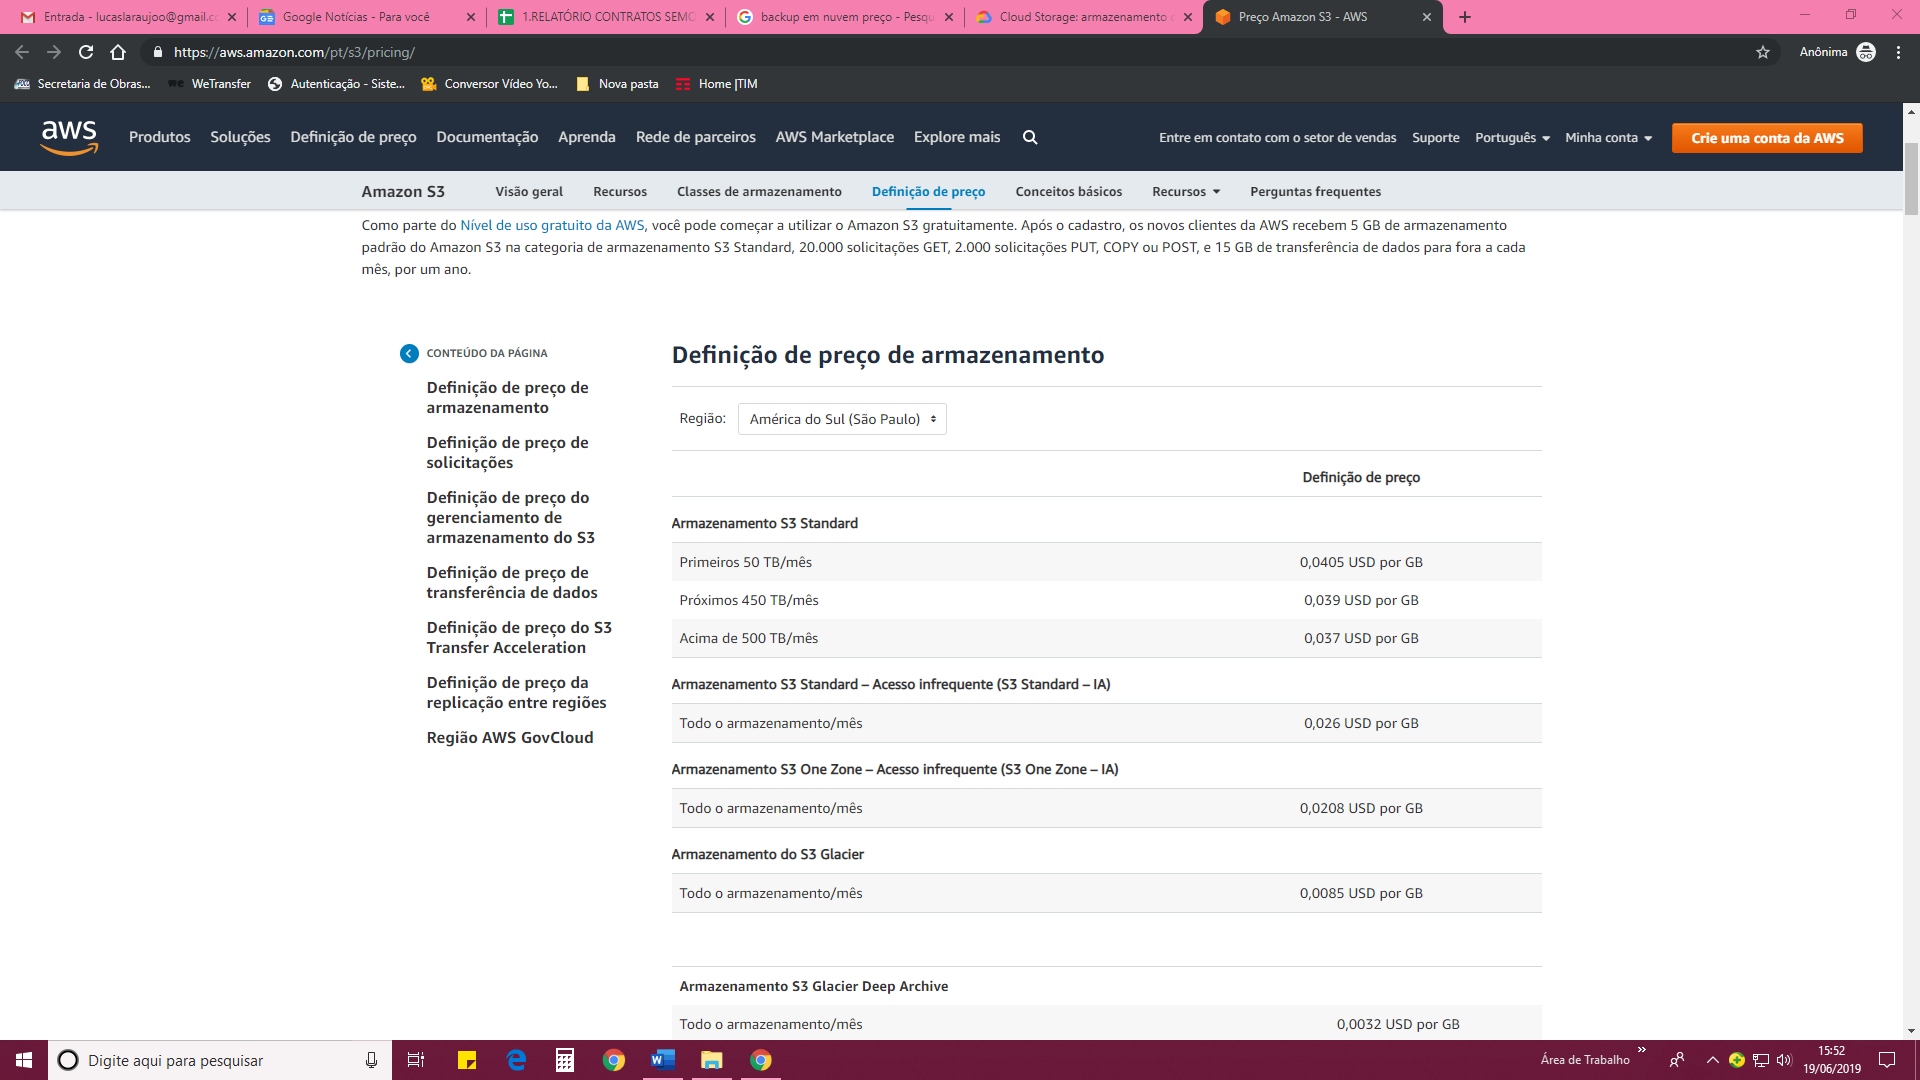 Entrada - lucaslaraujoo@gmail.cc
Google Notícias - Para você
1.RELATÓRIO CONTRATOS SEMC
backup em nuvem preço - Pesqu
Cloud Storage: armazenamento
Preço Amazon S3 - AWS
https://aws.amazon.com/pt/s3/pricing/
Anônima
Secretaria de Obras...
WeTransfer
Autenticação - Siste...
Conversor Vídeo Yo...
Nova pasta
Home |TIM
aws
Produtos
Soluções
Definição de preço
Documentação
Aprenda
Rede de parceiros
AWS Marketplace
Explore mais
Entre em contato com o setor de vendas
Suporte
Português
Minha conta
Crie uma conta da AWS
Amazon S3
Visão geral
Recursos
Classes de armazenamento
Definição de preço
Conceitos básicos
Recursos
Perguntas frequentes
Como parte do Nível de uso gratuito da AWS, você pode começar a utilizar o Amazon S3 gratuitamente. Após o cadastro, os novos clientes da AWS recebem 5 GB de armazenamento
padrão do Amazon S3 na categoria de armazenamento S3 Standard, 20.000 solicitações GET, 2.000 solicitações PUT, COPY ou POST, e 15 GB de transferência de dados para fora a cada
mês, por um ano.
CONTEÚDO DA PÁGINA
Definição de preço de
armazenamento
Definição de preço de
solicitações
Definição de preço do
gerenciamento de
armazenamento do S3
Definição de preço de
transferência de dados
Definição de preço do S3
Transfer Acceleration
Definição de preço da
replicação entre regiões
Região AWS GovCloud
Definição de preço de armazenamento
Região: América do Sul (São Paulo)
Definição de preço
Armazenamento S3 Standard
Primeiros 50 TB/mês 0,0405 USD por GB
Próximos 450 TB/mês 0,039 USD por GB
Acima de 500 TB/mês 0,037 USD por GB
Armazenamento S3 Standard – Acesso infrequente (S3 Standard – IA)
Todo o armazenamento/mês 0,026 USD por GB
Armazenamento S3 One Zone – Acesso infrequente (S3 One Zone – IA)
Todo o armazenamento/mês 0,0208 USD por GB
Armazenamento do S3 Glacier
Todo o armazenamento/mês 0,0085 USD por GB
Armazenamento S3 Glacier Deep Archive
Todo o armazenamento/mês 0,0032 USD por GB
Digite aqui para pesquisar
Área de Trabalho
15:52
19/06/2019